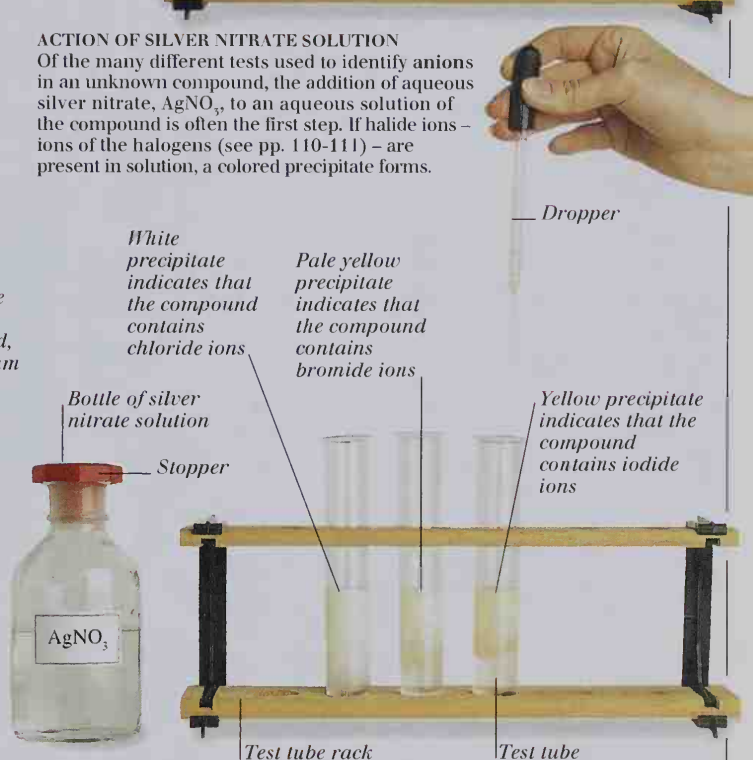 ACTION OF SILVER NITRATE SOLUTION
Of the many different tests used to identify anions
in an unknown compound, the addition of aqueous
silver nitrate, AgNO₃, to an aqueous solution of
the compound is often the first step. If halide ions –
ions of the halogens (see pp. 110-111) – are
present in solution, a colored precipitate forms.
Dropper
White
precipitate
indicates that
the compound
contains
chloride ions
Pale yellow
precipitate
indicates that
the compound
contains
bromide ions
Yellow precipitate
indicates that the
compound
contains iodide
ions
Bottle of silver
nitrate solution
Stopper
AgNO₃
Test tube rack
Test tube